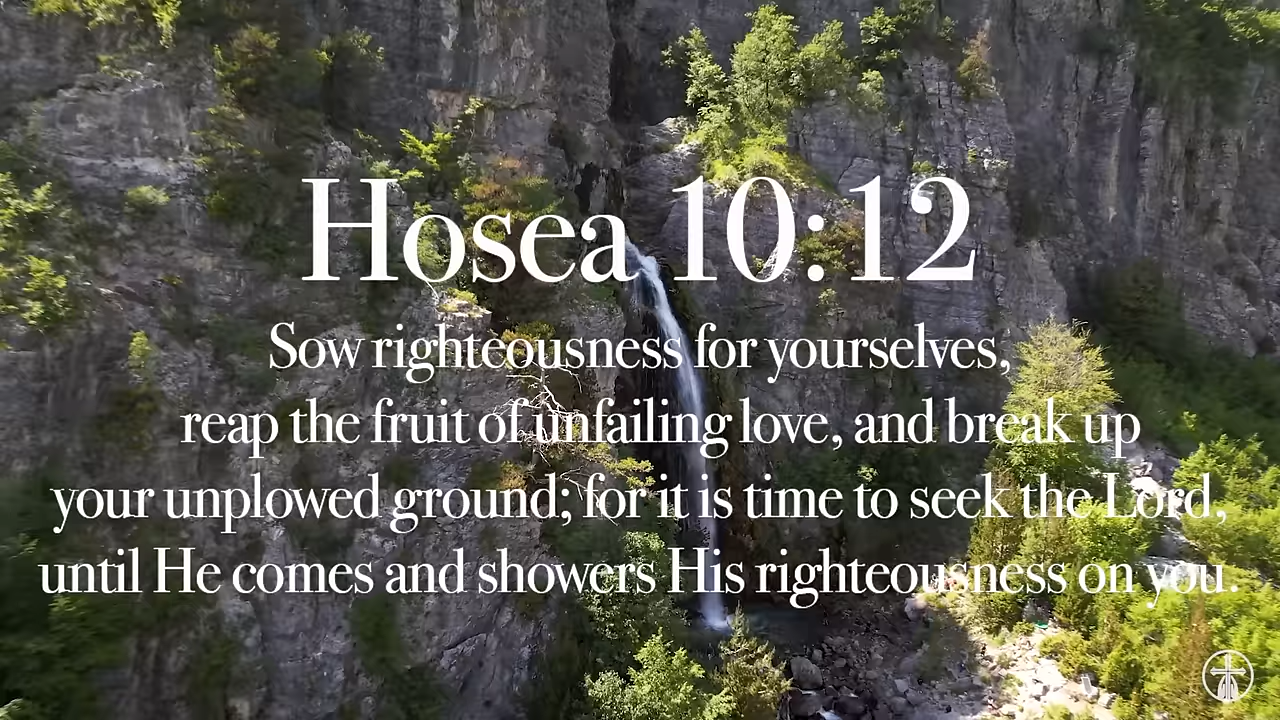 Hosea 10:12
Sow righteousness for yourselves,
reap the fruit of unfailing love, and break up
your unplowed ground; for it is time to seek the Lord,
until He comes and showers His righteousness on you.